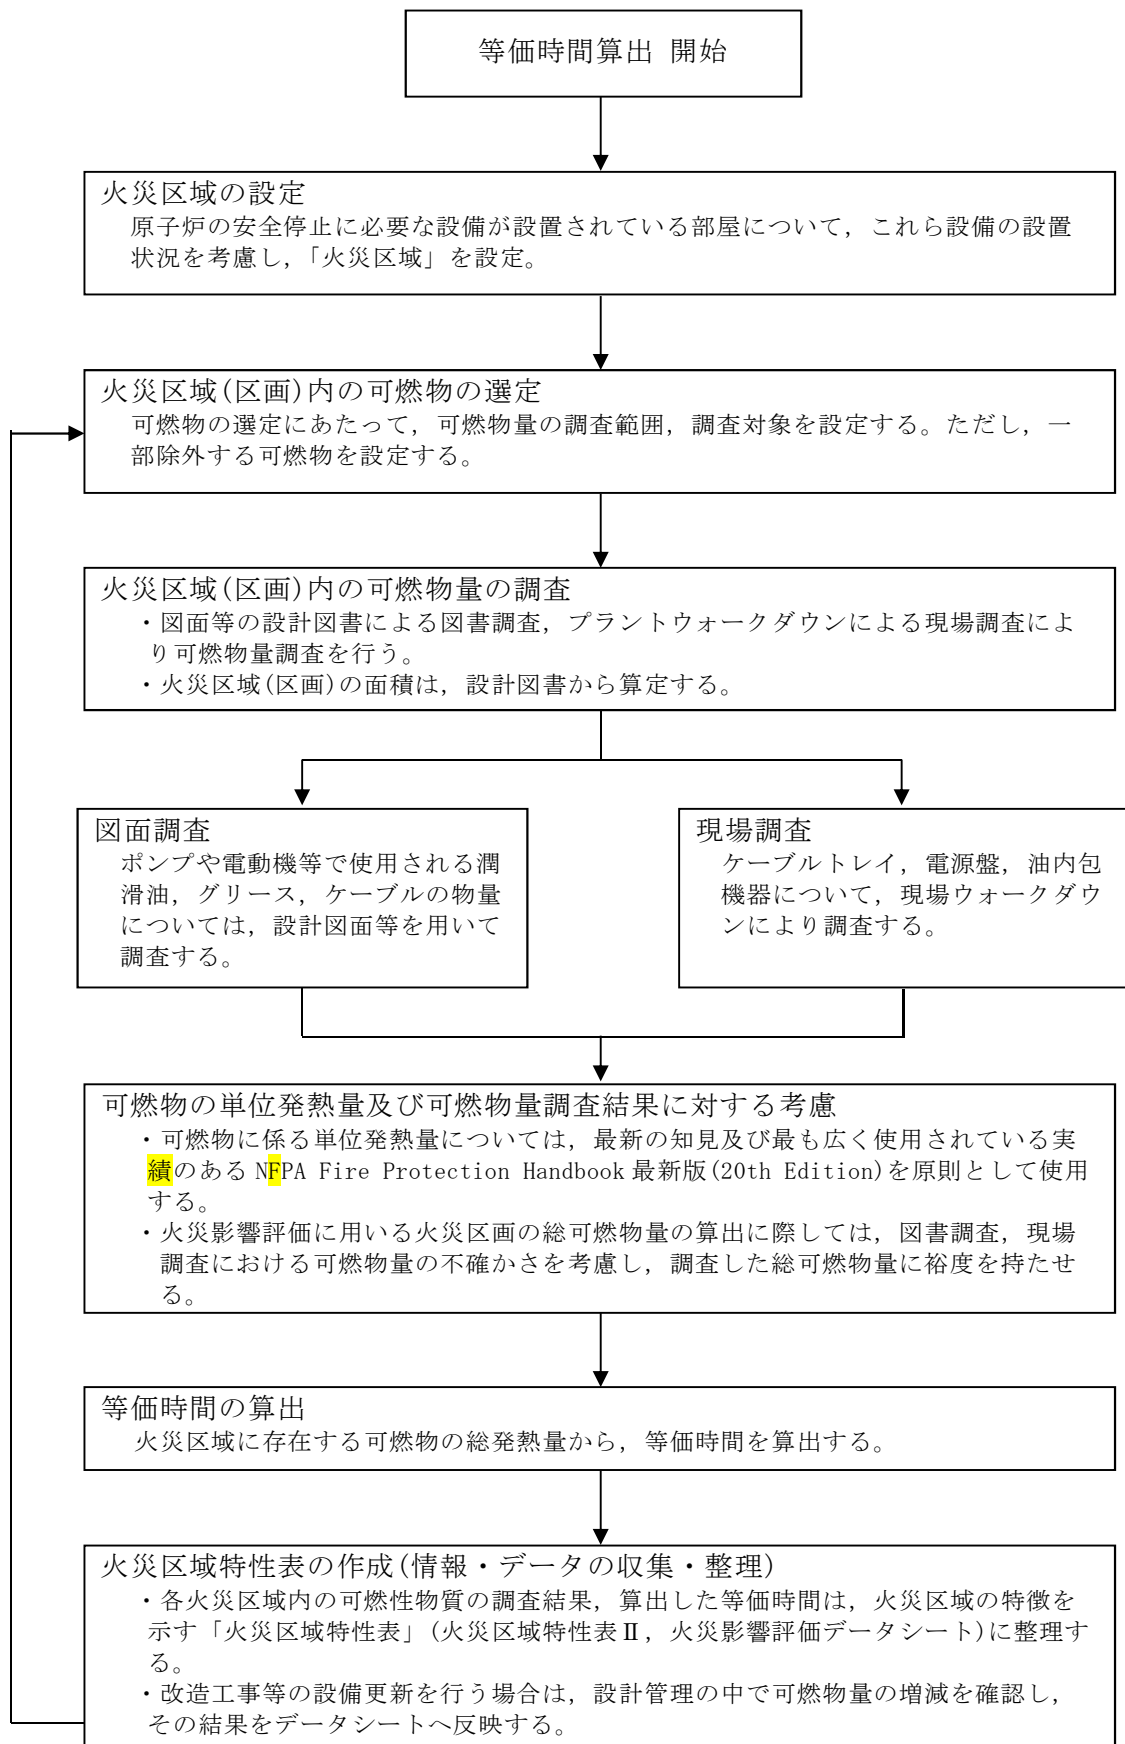 等価時間算出 開始
火災区域の設定
原子炉の安全停止に必要な設備が設置されている部屋について，これら設備の設置
状況を考慮し，「火災区域」を設定。
火災区域(区画)内の可燃物の選定
可燃物の選定にあたって，可燃物量の調査範囲，調査対象を設定する。ただし，一
部除外する可燃物を設定する。
火災区域(区画)内の可燃物量の調査
・図面等の設計図書による図書調査，プラントウォークダウンによる現場調査によ
り可燃物量調査を行う。
・火災区域(区画)の面積は，設計図書から算定する。
図面調査
ポンプや電動機等で使用される潤
滑油，グリース，ケーブルの物量
については，設計図面等を用いて
調査する。
現場調査
ケーブルトレイ，電源盤，油内包
機器について，現場ウォークダウ
ンにより調査する。
可燃物の単位発熱量及び可燃物量調査結果に対する考慮
・可燃物に係る単位発熱量については，最新の知見及び最も広く使用されている実
績のある NFPA Fire Protection Handbook 最新版(20th Edition)を原則として使用
する。
・火災影響評価に用いる火災区画の総可燃物量の算出に際しては，図書調査，現場
調査における可燃物量の不確かさを考慮し，調査した総可燃物量に裕度を持たせ
る。
等価時間の算出
火災区域に存在する可燃物の総発熱量から，等価時間を算出する。
火災区域特性表の作成(情報・データの収集・整理)
・各火災区域内の可燃性物質の調査結果，算出した等価時間は，火災区域の特徴を
示す「火災区域特性表」(火災区域特性表Ⅱ，火災影響評価データシート)に整理す
る。
・改造工事等の設備更新を行う場合は，設計管理の中で可燃物量の増減を確認し，
その結果をデータシートへ反映する。